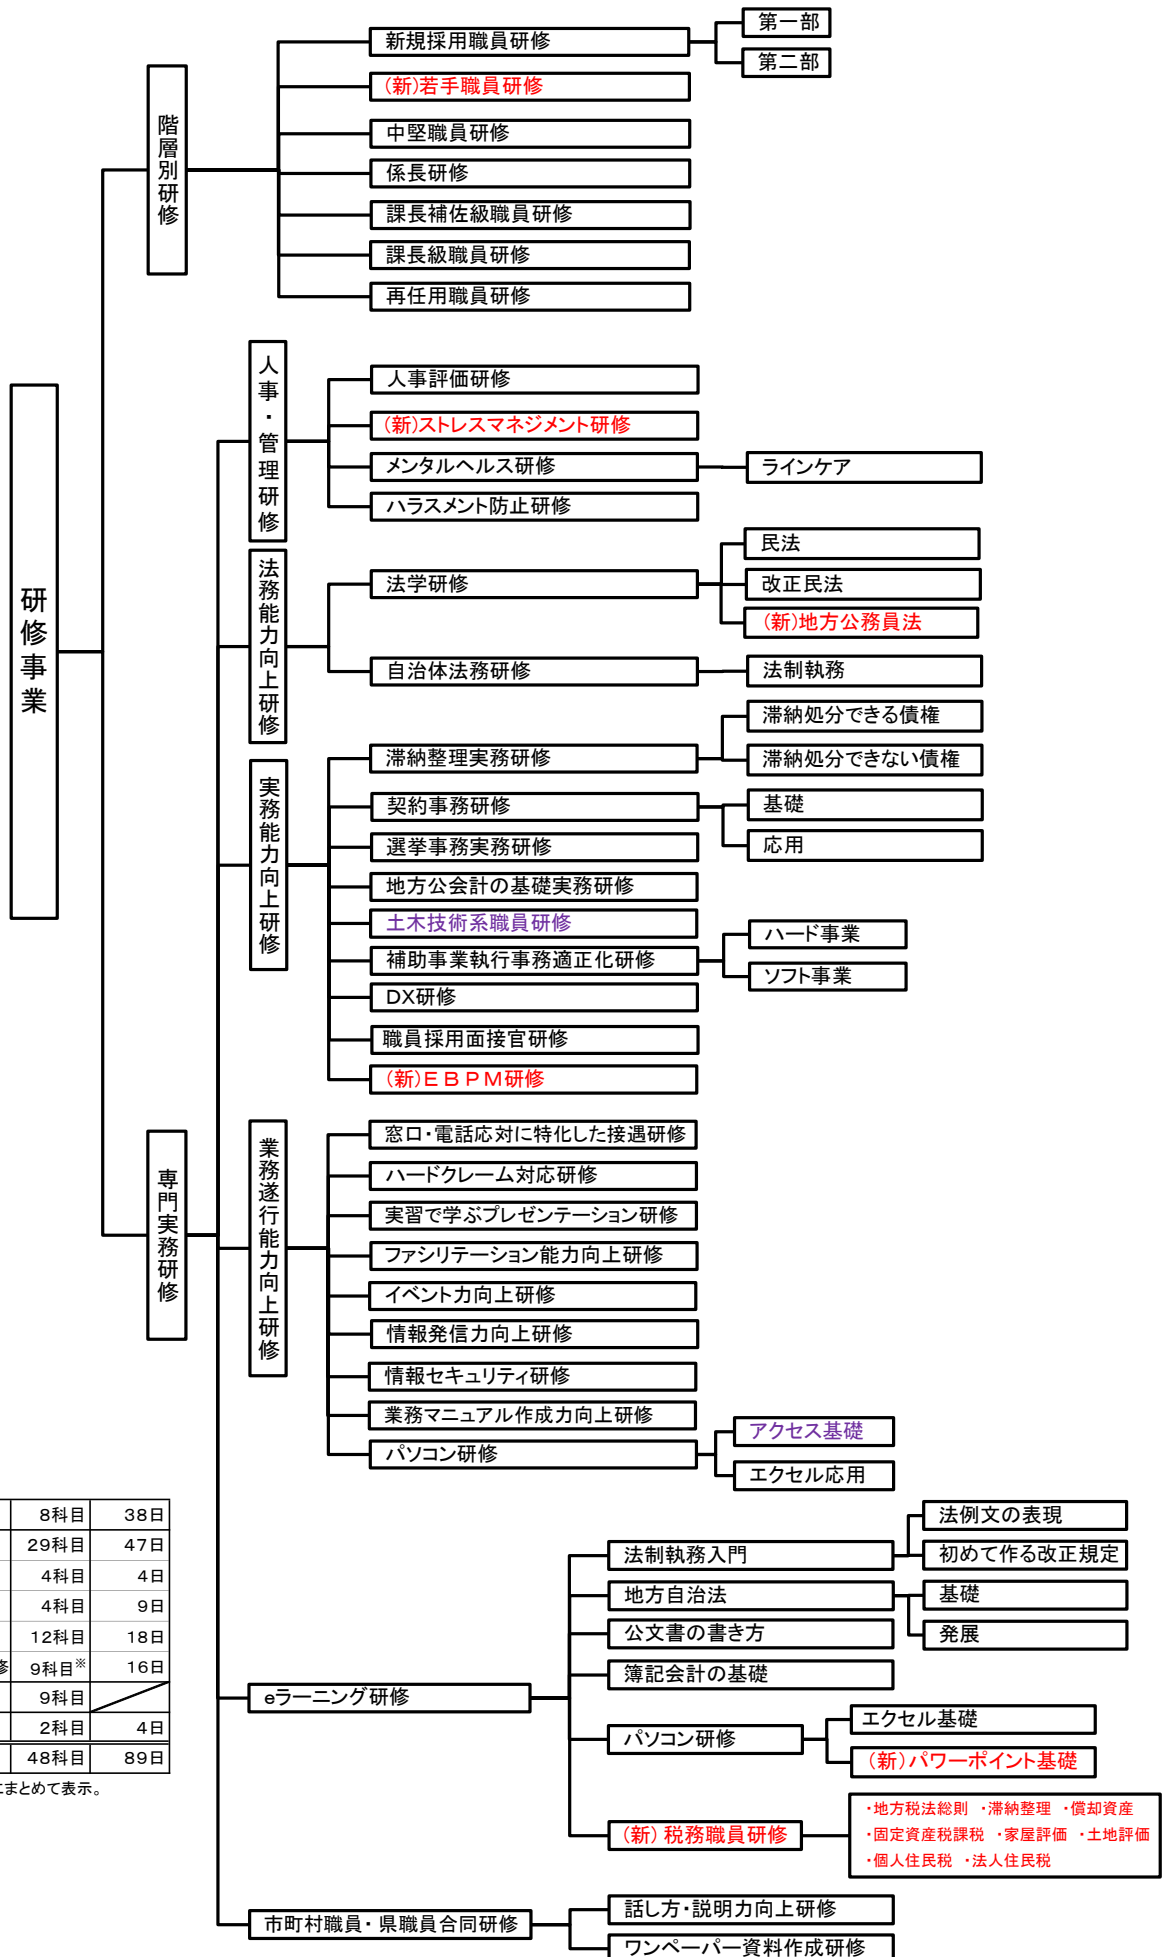 研修事業
階層別研修
新規採用職員研修
第一部
第二部
(新)若手職員研修
中堅職員研修
係長研修
課長補佐級職員研修
課長級職員研修
再任用職員研修
専門実務研修
人事・管理研修
人事評価研修
(新)ストレスマネジメント研修
メンタルヘルス研修
ラインケア
ハラスメント防止研修
法務能力向上研修
法学研修
民法
改正民法
(新)地方公務員法
自治体法務研修
法制執務
実務能力向上研修
滞納整理実務研修
滞納処分できる債権
滞納処分できない債権
契約事務研修
基礎
応用
選挙事務実務研修
地方公会計の基礎実務研修
土木技術系職員研修
補助事業執行事務適正化研修
ハード事業
ソフト事業
DX研修
職員採用面接官研修
(新)EBPM研修
業務遂行能力向上研修
窓口・電話応対に特化した接遇研修
ハードクレーム対応研修
実習で学ぶプレゼンテーション研修
ファシリテーション能力向上研修
イベント力向上研修
情報発信力向上研修
情報セキュリティ研修
業務マニュアル作成力向上研修
パソコン研修
アクセス基礎
エクセル応用
eラーニング研修
法制執務入門
法例文の表現
初めて作る改正規定
地方自治法
基礎
発展
公文書の書き方
簿記会計の基礎
パソコン研修
エクセル基礎
(新)パワーポイント基礎
(新)税務職員研修
・地方税法総則 ・滞納整理 ・償却資産
・固定資産税課税 ・家屋評価 ・土地評価
・個人住民税 ・法人住民税
市町村職員・県職員合同研修
話し方・説明力向上研修
ワンペーパー資料作成研修
8科目 38日
29科目 47日
4科目 4日
4科目 9日
12科目 18日
修 9科目※ 16日
9科目
2科目 4日
48科目 89日
にまとめて表示。